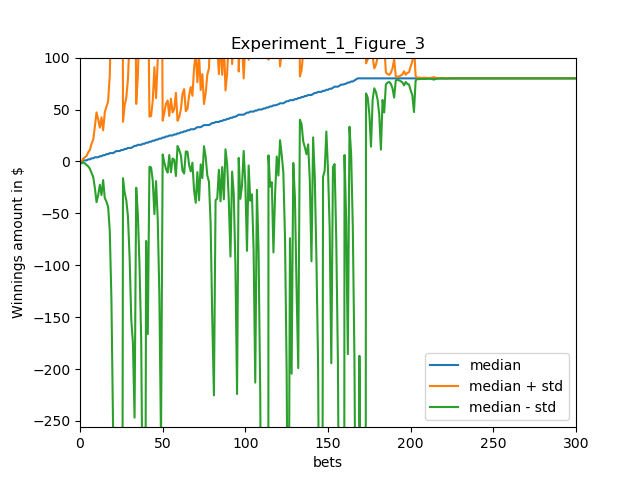 Experiment_1_Figure_3
Winnings amount in $
100
50
0
−50
−100
−150
−200
−250
0 50 100 150 200 250 300
bets
median
median + std
median - std